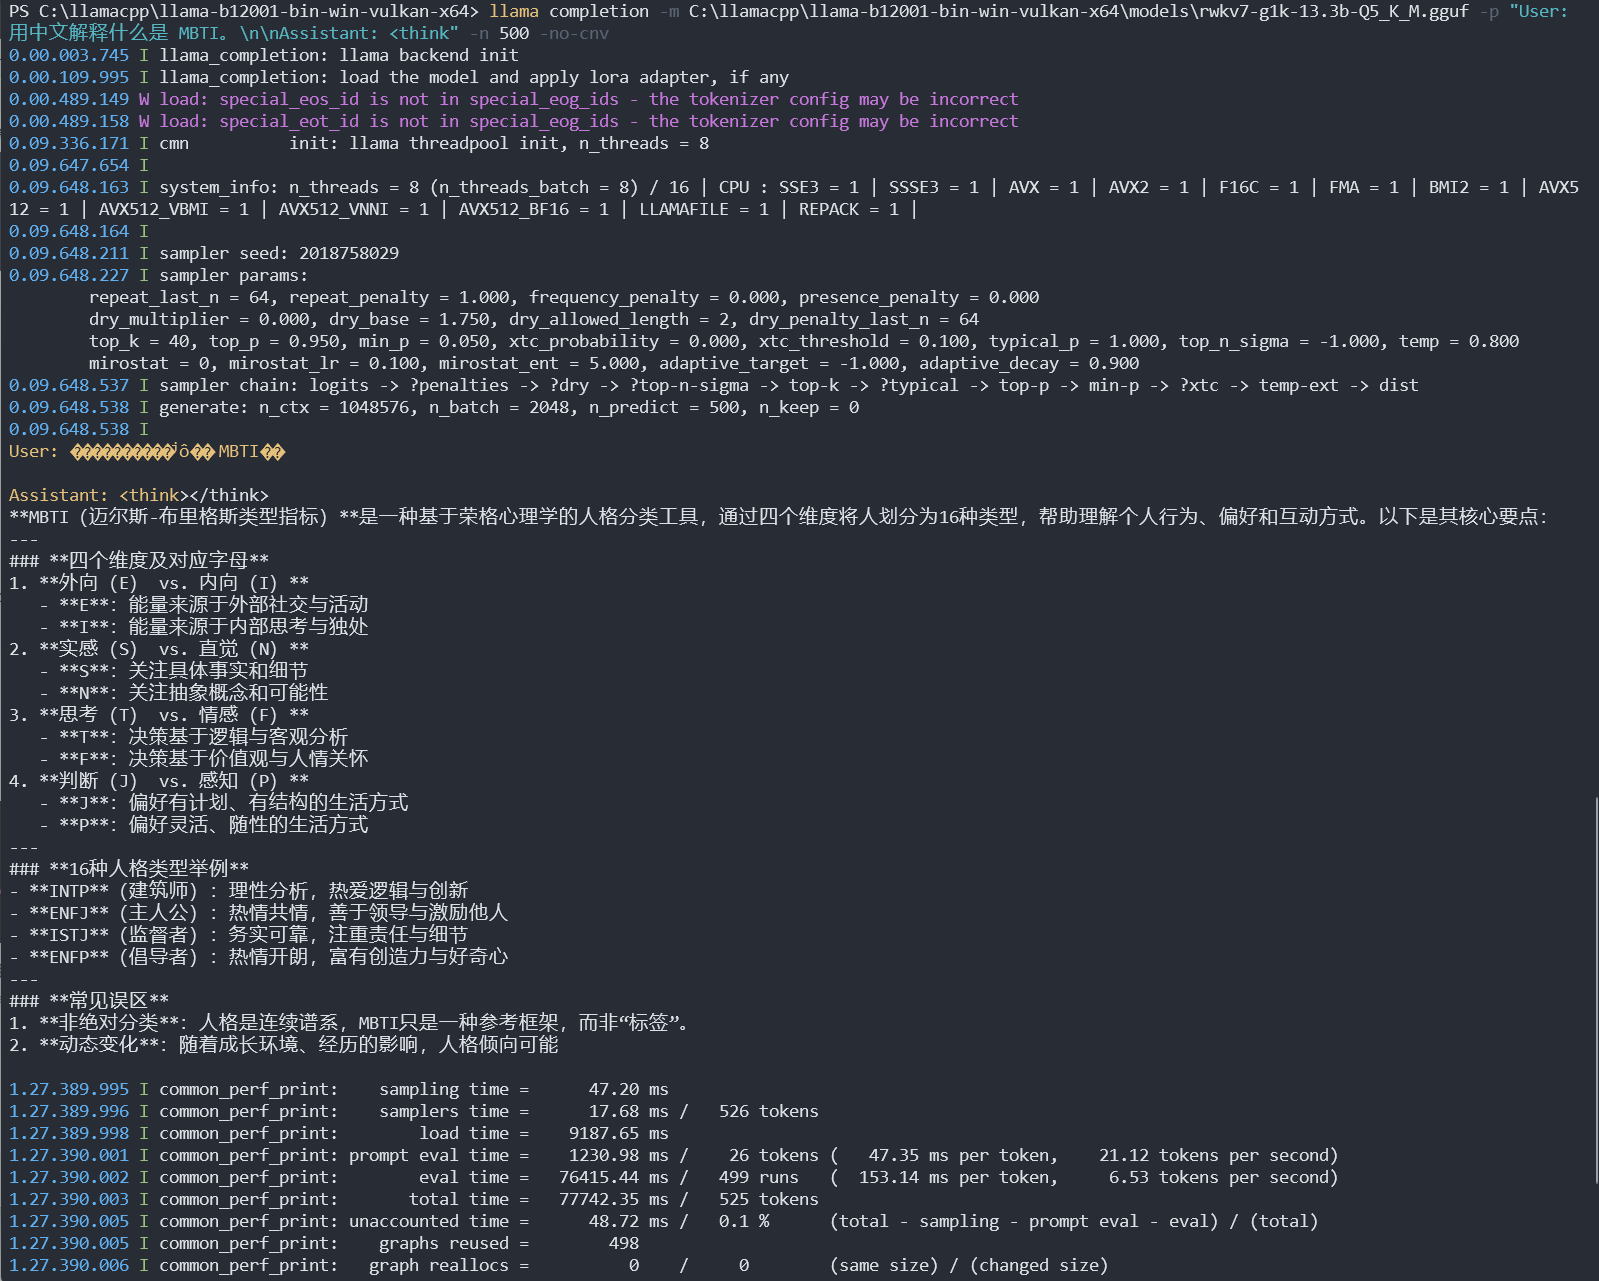 PS C:\llamacpp\llama-b12001-bin-win-vulkan-x64> llama completion -m C:\llamacpp\llama-b12001-bin-win-vulkan-x64\models\rwkv7-g1k-13.3b-Q5_K_M.gguf -p "User:
用中文解释什么是 MBTI。\n\nAssistant: <think" -n 500 -no-cnv
0.00.003.745 I llama_completion: llama backend init
0.00.109.995 I llama_completion: load the model and apply lora adapter, if any
0.00.489.149 W load: special_eos_id is not in special_eog_ids - the tokenizer config may be incorrect
0.00.489.158 W load: special_eot_id is not in special_eog_ids - the tokenizer config may be incorrect
0.09.336.171 I cmn          init: llama threadpool init, n_threads = 8
0.09.647.654 I
0.09.648.163 I system_info: n_threads = 8 (n_threads_batch = 8) / 16 | CPU : SSE3 = 1 | SSSE3 = 1 | AVX = 1 | AVX2 = 1 | F16C = 1 | FMA = 1 | BMI2 = 1 | AVX5
12 = 1 | AVX512_VBMI = 1 | AVX512_VNNI = 1 | AVX512_BF16 = 1 | LLAMAFILE = 1 | REPACK = 1 |
0.09.648.164 I
0.09.648.211 I sampler seed: 2018758029
0.09.648.227 I sampler params:
        repeat_last_n = 64, repeat_penalty = 1.000, frequency_penalty = 0.000, presence_penalty = 0.000
        dry_multiplier = 0.000, dry_base = 1.750, dry_allowed_length = 2, dry_penalty_last_n = 64
        top_k = 40, top_p = 0.950, min_p = 0.050, xtc_probability = 0.000, xtc_threshold = 0.100, typical_p = 1.000, top_n_sigma = -1.000, temp = 0.800
        mirostat = 0, mirostat_lr = 0.100, mirostat_ent = 5.000, adaptive_target = -1.000, adaptive_decay = 0.900
0.09.648.537 I sampler chain: logits -> ?penalties -> ?dry -> ?top-n-sigma -> top-k -> ?typical -> top-p -> min-p -> ?xtc -> temp-ext -> dist
0.09.648.538 I generate: n_ctx = 1048576, n_batch = 2048, n_predict = 500, n_keep = 0
0.09.648.538 I
User: MBTI
Assistant: <think></think>
**MBTI（迈尔斯-布里格斯类型指标）**是一种基于荣格心理学的人格分类工具，通过四个维度将人划分为16种类型，帮助理解个人行为、偏好和互动方式。以下是其核心要点：
---
### **四个维度及对应字母**
1. **外向（E） vs. 内向（I）**
   - **E**：能量来源于外部社交与活动
   - **I**：能量来源于内部思考与独处
2. **实感（S） vs. 直觉（N）**
   - **S**：关注具体事实和细节
   - **N**：关注抽象概念和可能性
3. **思考（T） vs. 情感（F）**
   - **T**：决策基于逻辑与客观分析
   - **F**：决策基于价值观与人情关怀
4. **判断（J） vs. 感知（P）**
   - **J**：偏好有计划、有结构的生活方式
   - **P**：偏好灵活、随性的生活方式
---
### **16种人格类型举例**
- **INTP**（建筑师）：理性分析，热爱逻辑与创新
- **ENFJ**（主人公）：热情共情，善于领导与激励他人
- **ISTJ**（监督者）：务实可靠，注重责任与细节
- **ENFP**（倡导者）：热情开朗，富有创造力与好奇心
---
### **常见误区**
1. **非绝对分类**：人格是连续谱系，MBTI只是一种参考框架，而非“标签”。
2. **动态变化**：随着成长环境、经历的影响，人格倾向可能
1.27.389.995 I common_perf_print:    sampling time =      47.20 ms
1.27.389.996 I common_perf_print:    samplers time =      17.68 ms /   526 tokens
1.27.389.998 I common_perf_print:        load time =    9187.65 ms
1.27.390.001 I common_perf_print: prompt eval time =    1230.98 ms /    26 tokens (   47.35 ms per token,    21.12 tokens per second)
1.27.390.002 I common_perf_print:        eval time =   76415.44 ms /   499 runs   (  153.14 ms per token,     6.53 tokens per second)
1.27.390.003 I common_perf_print:       total time =   77742.35 ms /   525 tokens
1.27.390.005 I common_perf_print: unaccounted time =      48.72 ms /   0.1 %      (total - sampling - prompt eval - eval) / (total)
1.27.390.005 I common_perf_print:    graphs reused =        498
1.27.390.006 I common_perf_print:   graph reallocs =          0    /     0        (same size) / (changed size)